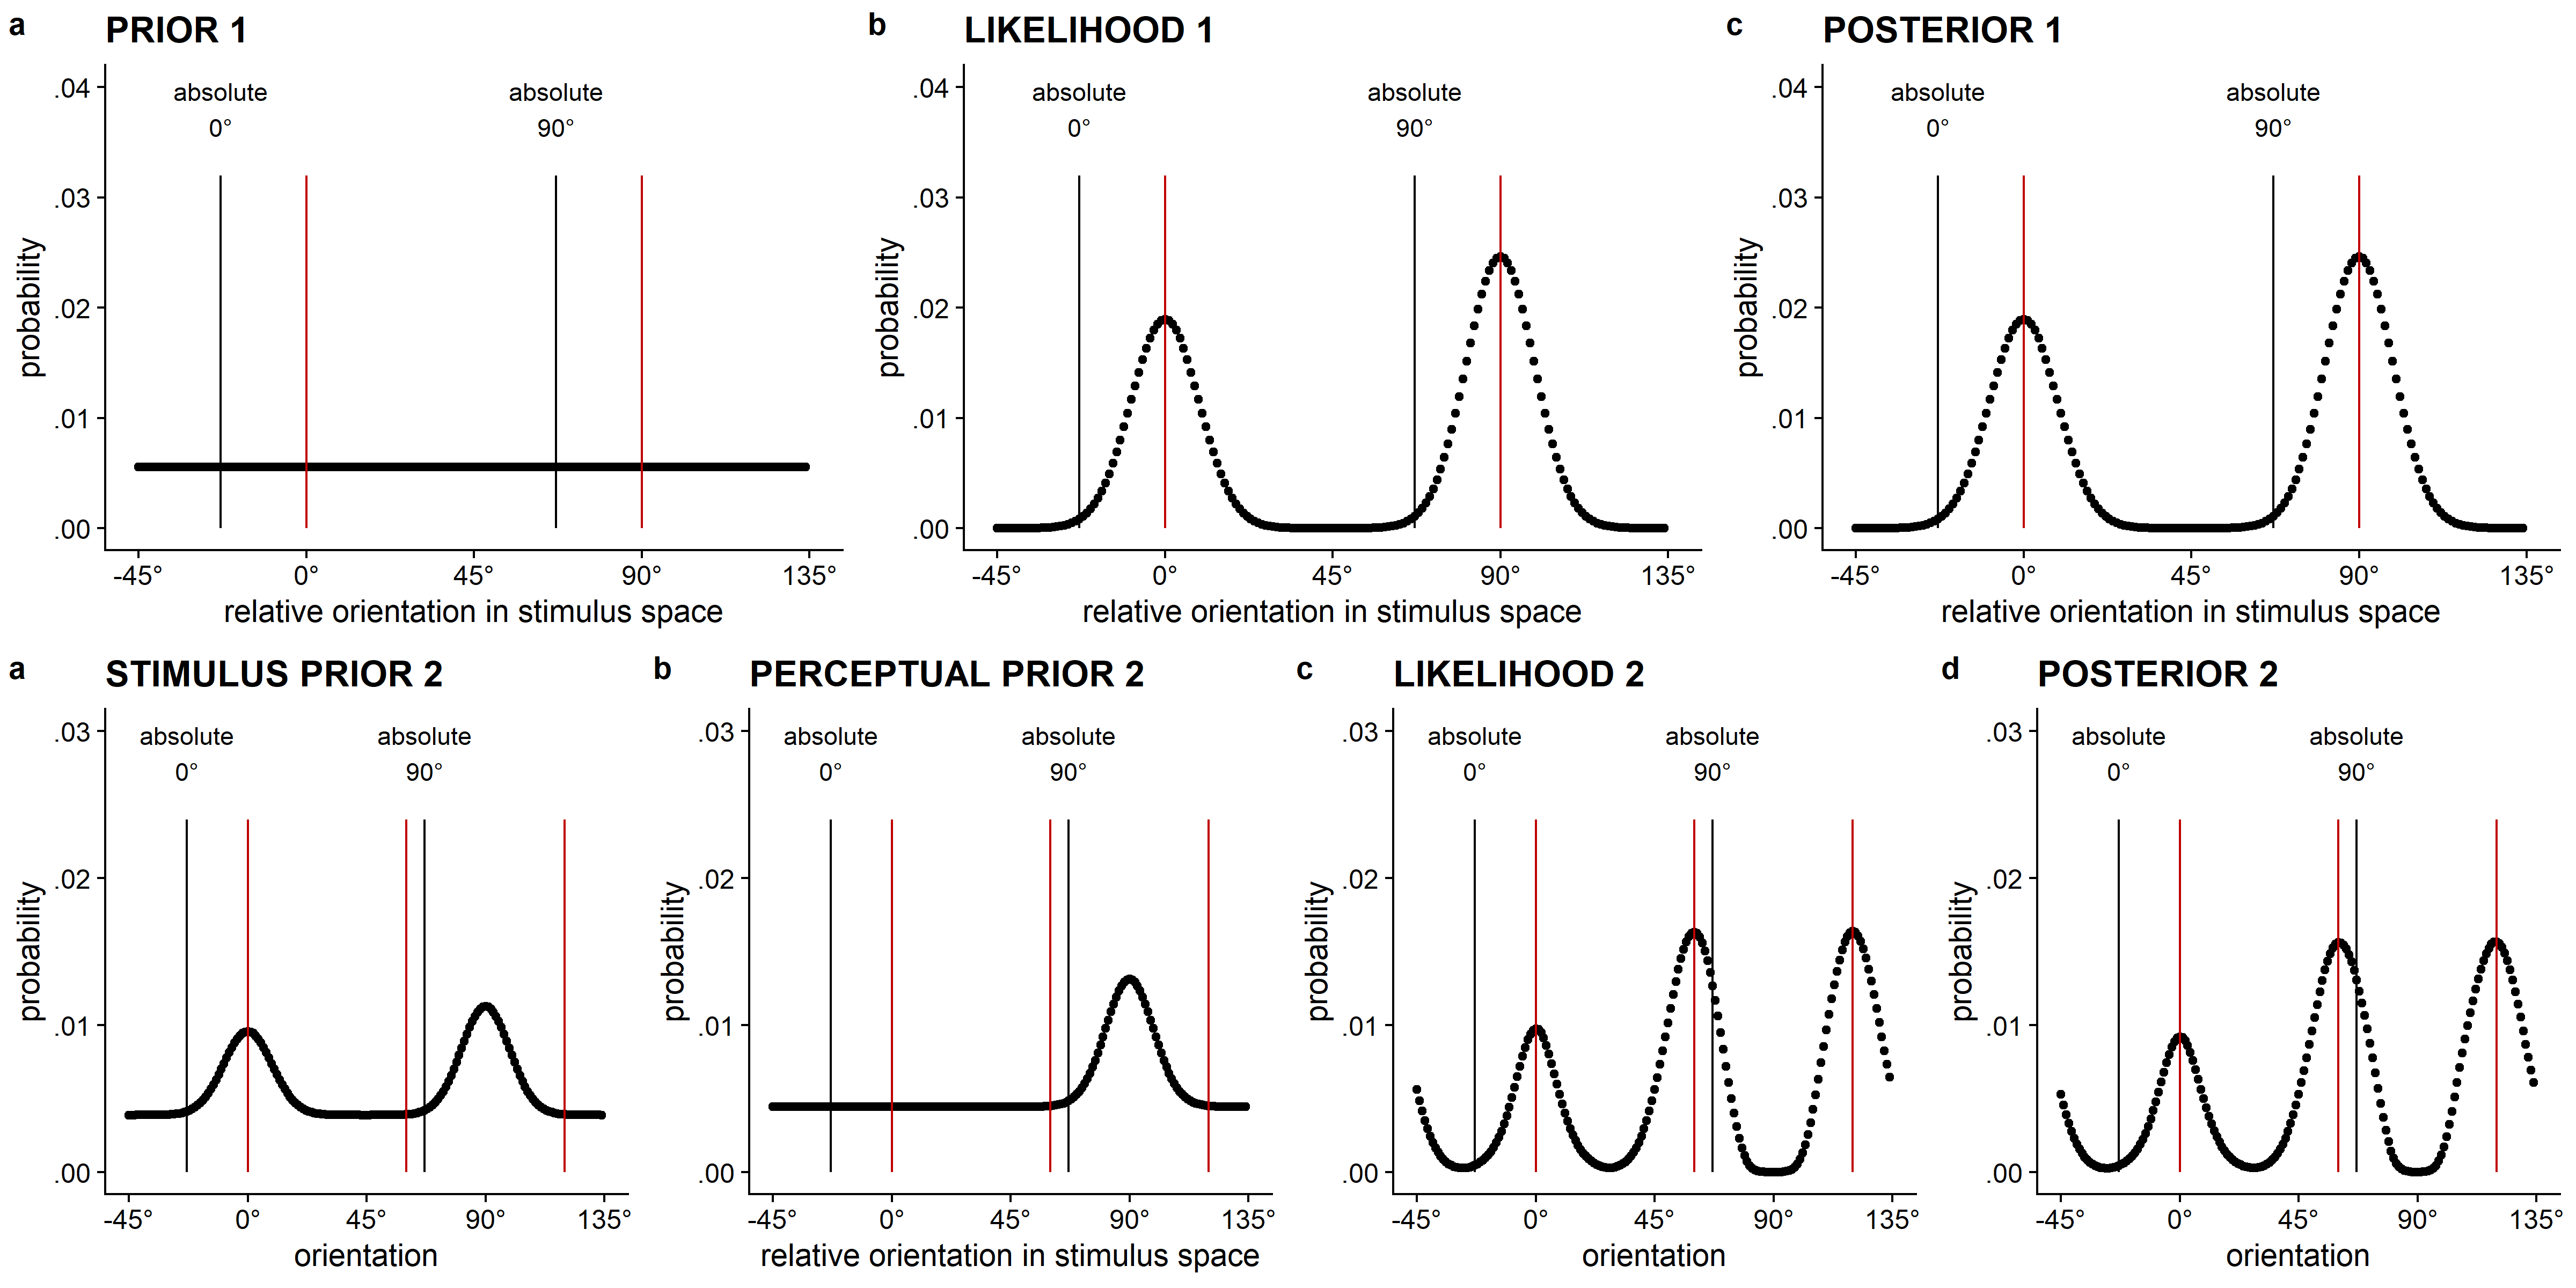 a PRIOR 1
absolute 0°
absolute 90°
.04
.03
.02
.01
.00
probability
-45° 0° 45° 90° 135°
relative orientation in stimulus space
b LIKELIHOOD 1
absolute 0°
absolute 90°
.04
.03
.02
.01
.00
probability
-45° 0° 45° 90° 135°
relative orientation in stimulus space
c POSTERIOR 1
absolute 0°
absolute 90°
.04
.03
.02
.01
.00
probability
-45° 0° 45° 90° 135°
relative orientation in stimulus space
a STIMULUS PRIOR 2
absolute 0°
absolute 90°
.03
.02
.01
.00
probability
-45° 0° 45° 90° 135°
orientation
b PERCEPTUAL PRIOR 2
absolute 0°
absolute 90°
.03
.02
.01
.00
probability
-45° 0° 45° 90° 135°
relative orientation in stimulus space
c LIKELIHOOD 2
absolute 0°
absolute 90°
.03
.02
.01
.00
probability
-45° 0° 45° 90° 135°
orientation
d POSTERIOR 2
absolute 0°
absolute 90°
.03
.02
.01
.00
probability
-45° 0° 45° 90° 135°
orientation